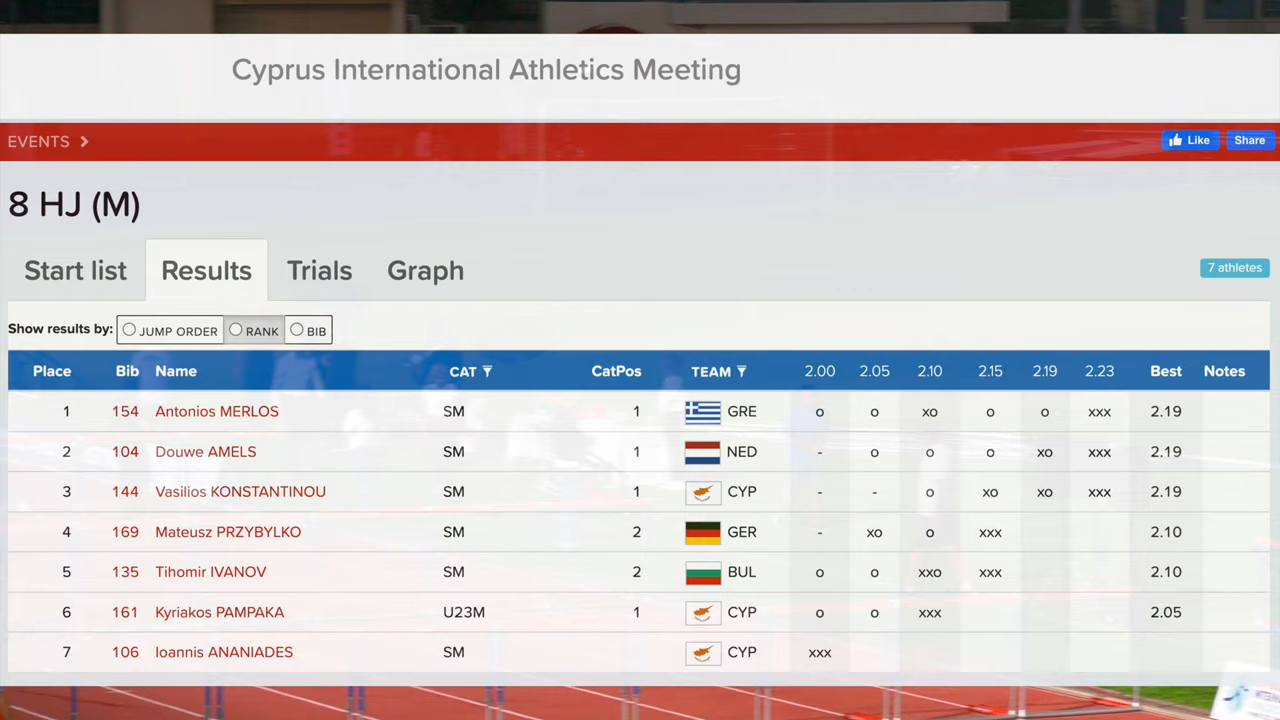 Cyprus International Athletics Meeting
EVENTS
Like Share
8 HJ (M)
Start list Results Trials Graph 7 athletes
Show results by: JUMP ORDER RANK BIB
Place Bib Name CAT CatPos TEAM 2.00 2.05 2.10 2.15 2.19 2.23 Best Notes
1 154 Antonios MERLOS SM 1 GRE o o xo o o xxx 2.19
2 104 Douwe AMELS SM 1 NED - o o o xo xxx 2.19
3 144 Vasilios KONSTANTINOU SM 1 CYP - - o xo xo xxx 2.19
4 169 Mateusz PRZYBYLKO SM 2 GER - xo o xxx 2.10
5 135 Tihomir IVANOV SM 2 BUL o o xxo xxx 2.10
6 161 Kyriakos PAMPAKA U23M 1 CYP o o xxx 2.05
7 106 Ioannis ANANIADES SM CYP xxx